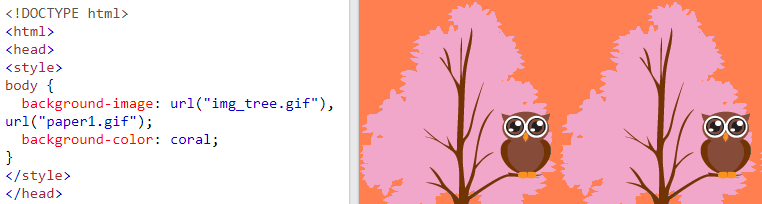 <!DOCTYPE html>
<html>
<head>
<style>
body {
  background-image: url("img_tree.gif"),
url("paper1.gif");
  background-color: coral;
}
</style>
</head>